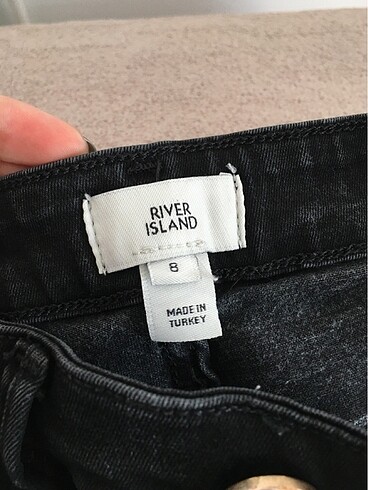 RIVER
ISLAND
8
MADE IN
TURKEY